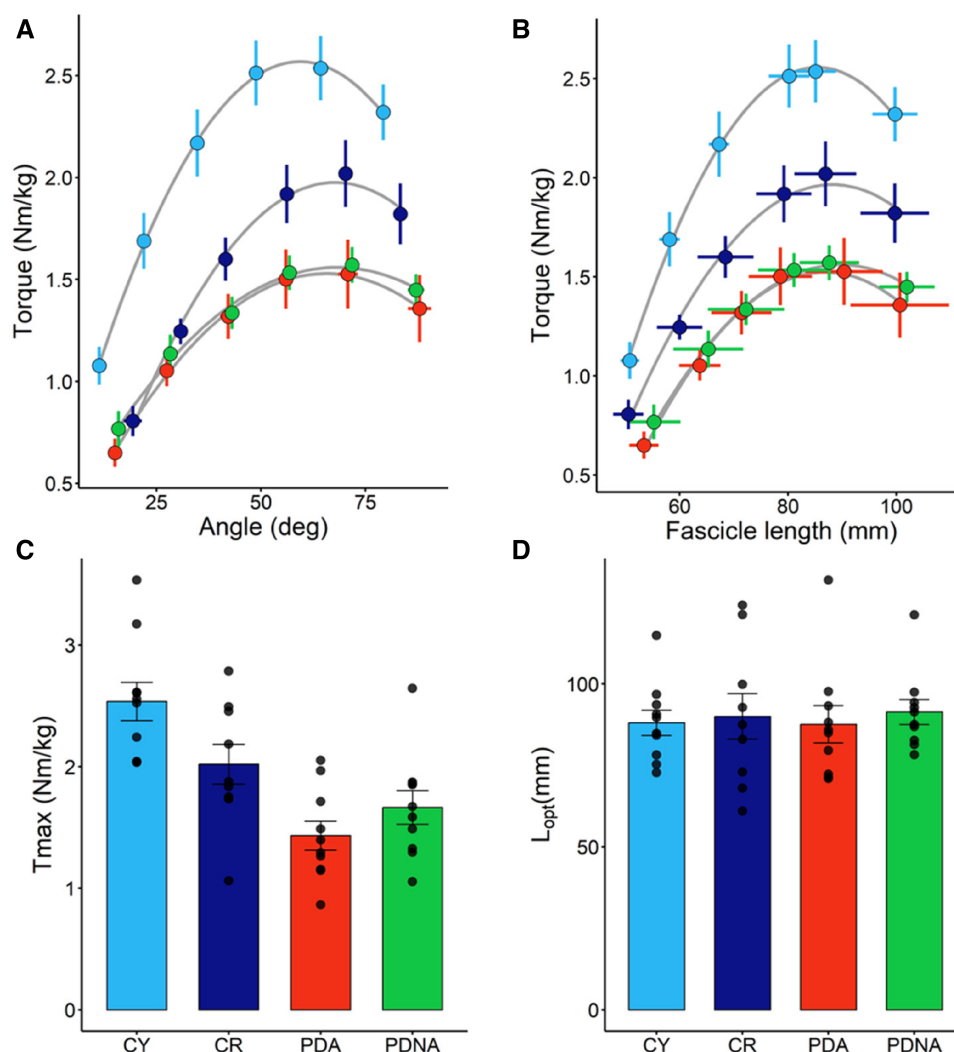 A
Torque (Nm/kg)
2.5
2.0
1.5
1.0
0.5
25
50
75
Angle (deg)
B
Torque (Nm/kg)
2.5
2.0
1.5
1.0
0.5
60
80
100
Fascicle length (mm)
C
Tmax (Nm/kg)
3
2
1
0
CY
CR
PDA
PDNA
D
Lopt(mm)
100
50
0
CY
CR
PDA
PDNA